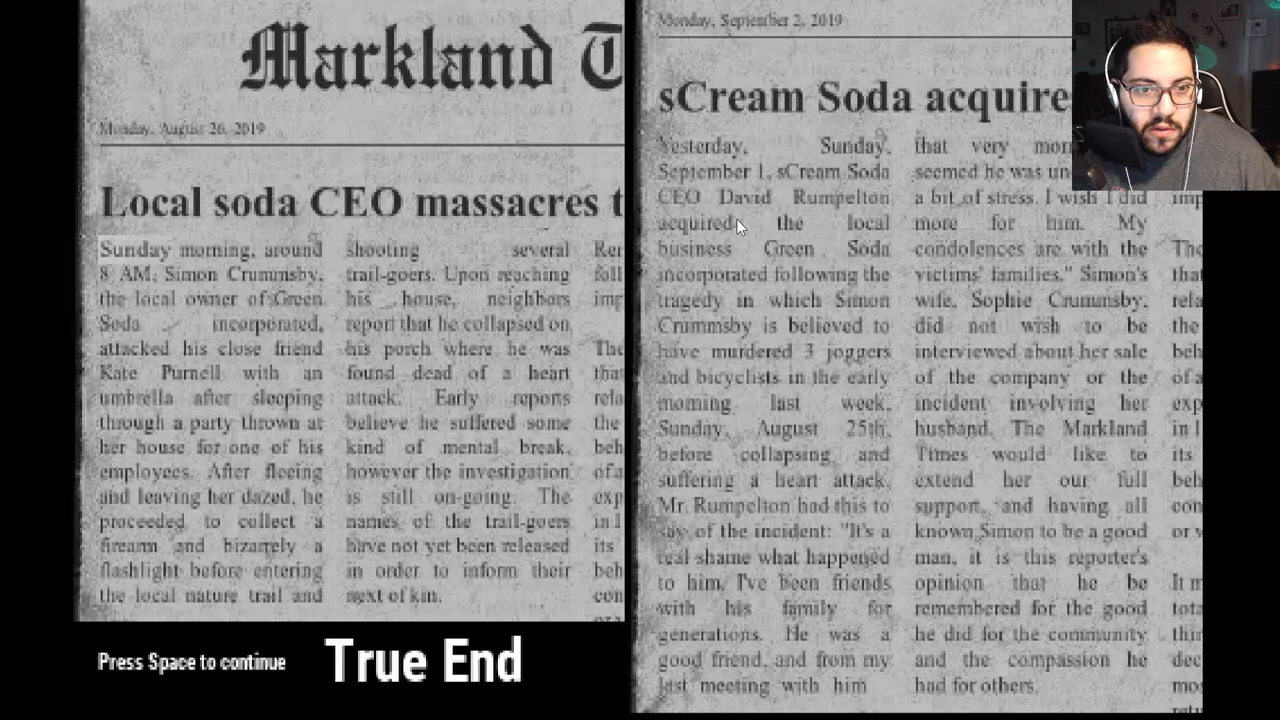 Markland T
Monday, August 26, 2019
Local soda CEO massacres t
Sunday morning, around
8 AM, Simon Crummsby,
the local owner of Green
Soda incorporated,
attacked his close friend
Kate Purnell with an
umbrella after sleeping
through a party thrown at
her house for one of his
employees. After fleeing
and leaving her dazed, he
proceeded to collect a
firearm and bizarrely a
flashlight before entering
the local nature trail and
shooting several
trail-goers. Upon reaching
his house, neighbors
report that he collapsed on
his porch where he was
found dead of a heart
attack. Early reports
believe he suffered some
kind of mental break,
however the investigation
is still on-going. The
names of the trail-goers
have not yet been released
in order to inform their
next of kin.
Monday, September 2, 2019
sCream Soda acquire
Yesterday, Sunday,
September 1, sCream Soda
CEO David Rumpelton
acquired the local
business Green Soda
incorporated following the
tragedy in which Simon
Crummsby is believed to
have murdered 3 joggers
and bicyclists in the early
morning last week,
Sunday, August 25th,
before collapsing and
suffering a heart attack.
Mr. Rumpelton had this to
say of the incident: "It's a
real shame what happened
to him. I've been friends
with his family for
generations. He was a
good friend, and from my
last meeting with him
that very
seemed he was
a bit of stress. I wish I did
more for him. My
condolences are with the
victims' families." Simon's
wife, Sophie Crummsby,
did not wish to be
interviewed about her sale
of the company or the
incident involving her
husband. The Markland
Times would like to
extend her our full
support, and having all
known Simon to be a good
man, it is this reporter's
opinion that he be
remembered for the good
he did for the community
and the compassion he
had for others.
Press Space to continue
True End